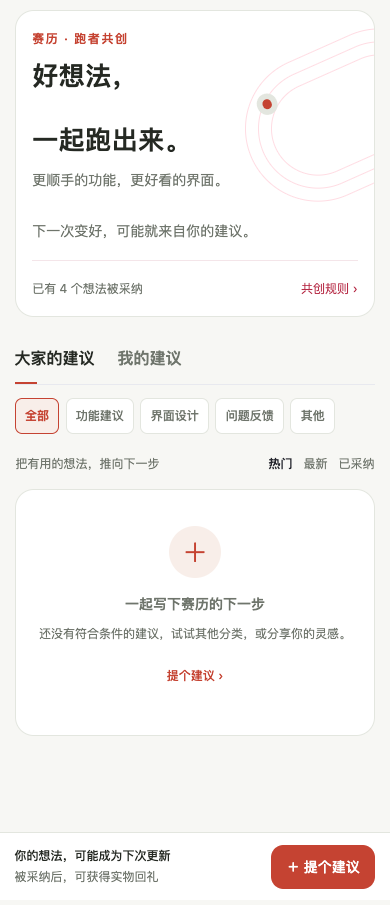 赛历 · 跑者共创
好想法，
一起跑出来。
更顺手的功能，更好看的界面。
下一次变好，可能就来自你的建议。
已有 4 个想法被采纳
共创规则 ›
大家的建议 我的建议
全部 功能建议 界面设计 问题反馈 其他
把有用的想法，推向下一步
热门 最新 已采纳
一起写下赛历的下一步
还没有符合条件的建议，试试其他分类，或分享你的灵感。
提个建议 ›
你的想法，可能成为下次更新
被采纳后，可获得实物回礼
＋ 提个建议